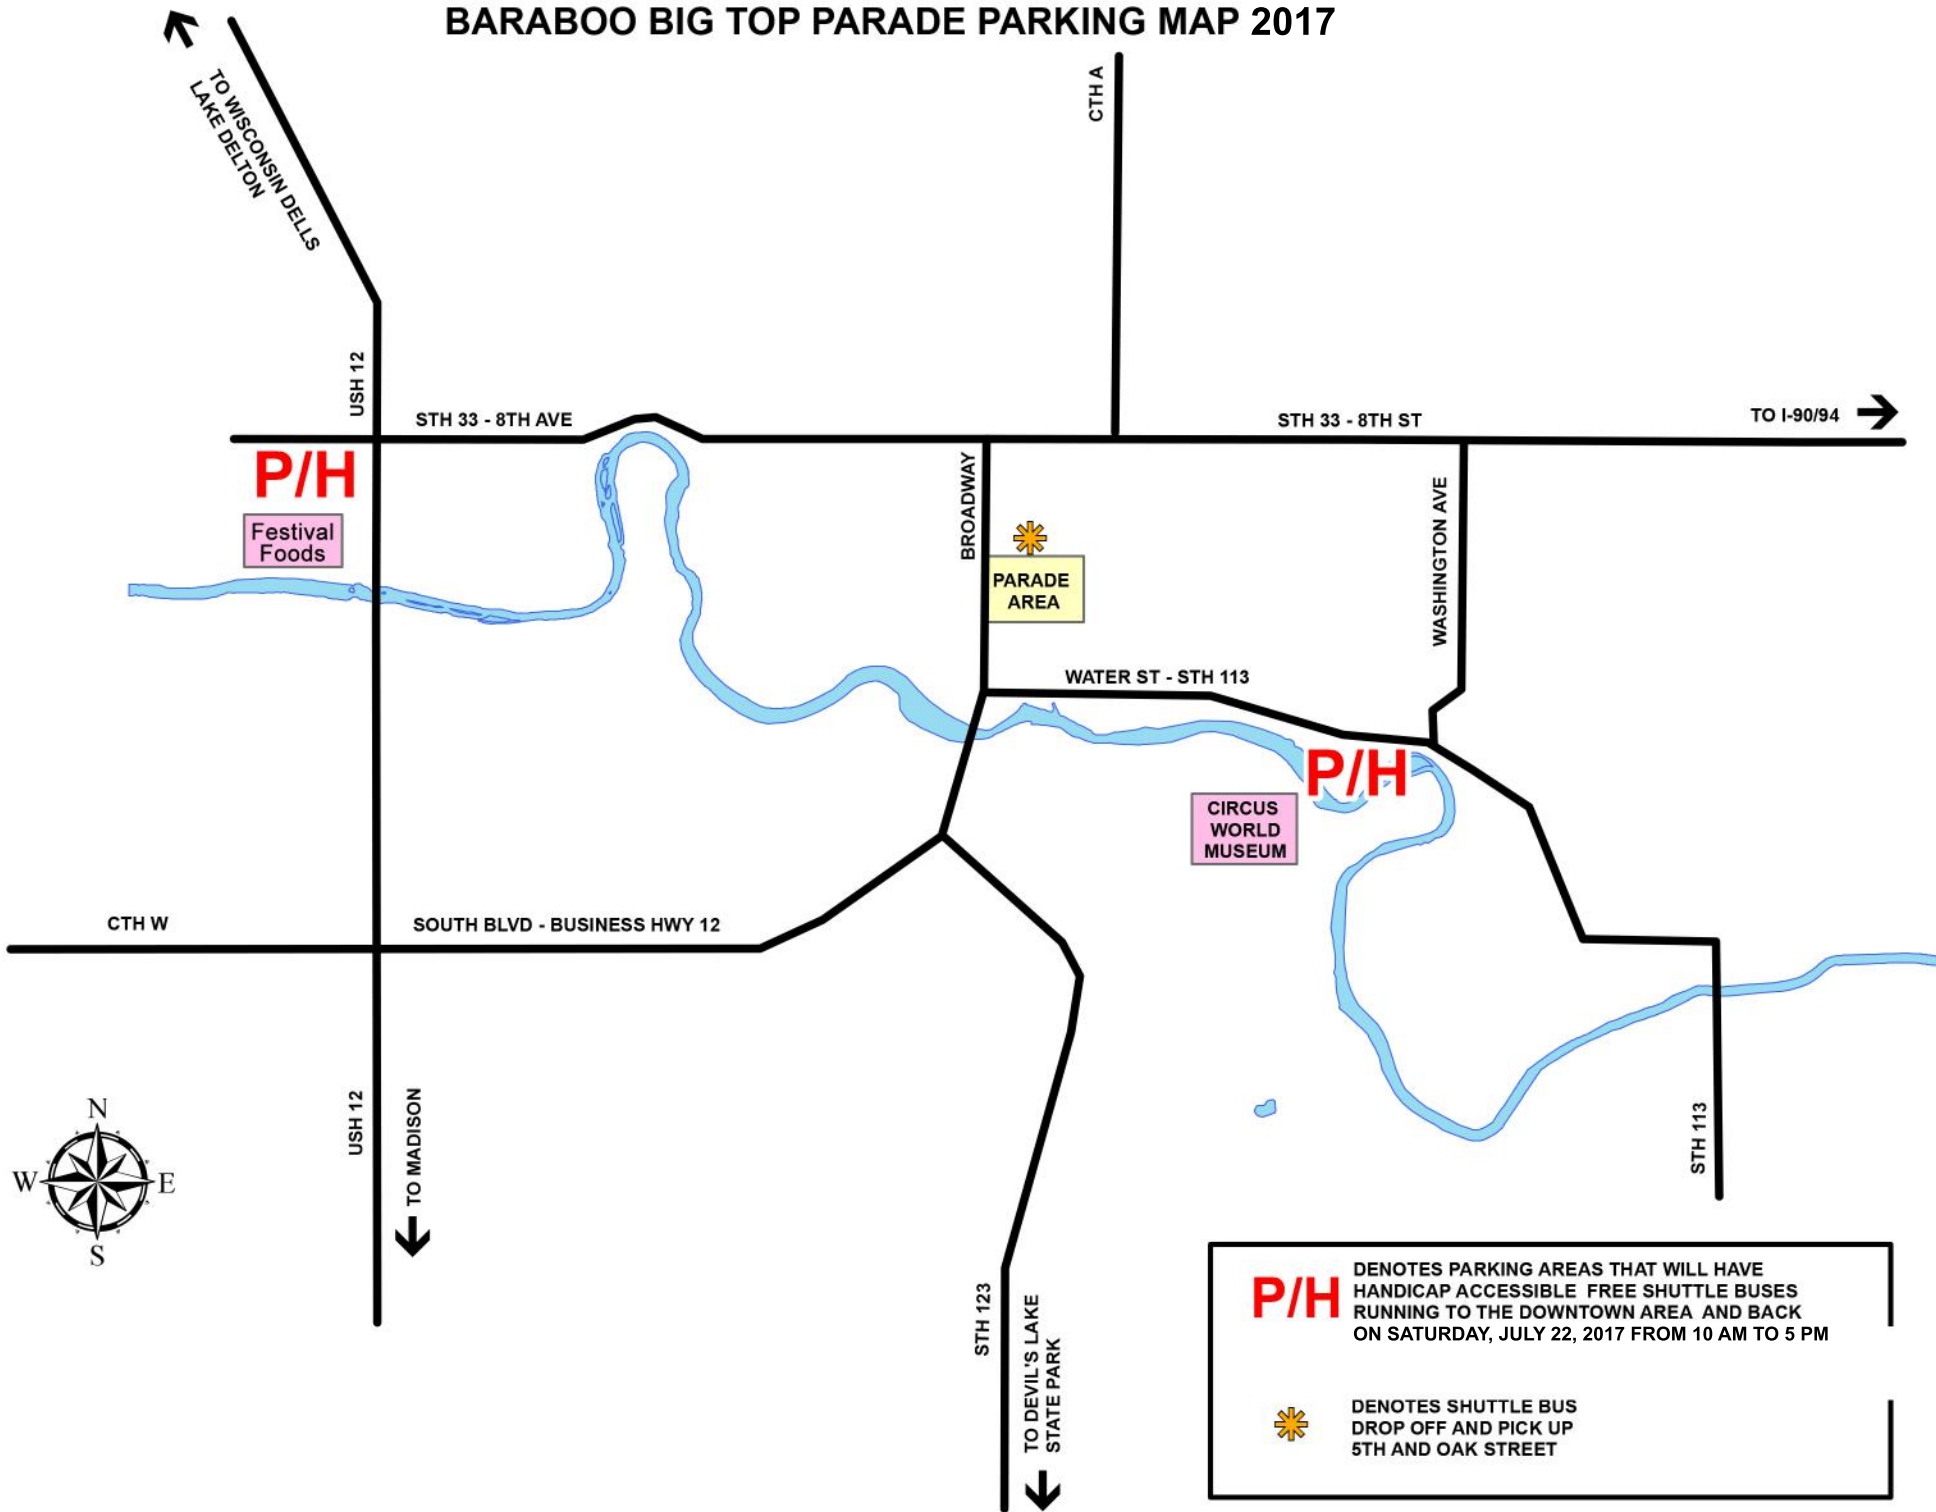 BARABOO BIG TOP PARADE PARKING MAP 2017
TO WISCONSIN DELLS
LAKE DELTON
CTH A
USH 12
STH 33 - 8TH AVE
STH 33 - 8TH ST
TO I-90/94
P/H
Festival
Foods
BROADWAY
PARADE
AREA
WASHINGTON AVE
WATER ST - STH 113
P/H
CIRCUS
WORLD
MUSEUM
CTH W
SOUTH BLVD - BUSINESS HWY 12
USH 12
TO MADISON
N
W
E
S
STH 113
STH 123
TO DEVIL'S LAKE
STATE PARK
P/H
DENOTES PARKING AREAS THAT WILL HAVE
HANDICAP ACCESSIBLE FREE SHUTTLE BUSES
RUNNING TO THE DOWNTOWN AREA AND BACK
ON SATURDAY, JULY 22, 2017 FROM 10 AM TO 5 PM
DENOTES SHUTTLE BUS
DROP OFF AND PICK UP
5TH AND OAK STREET